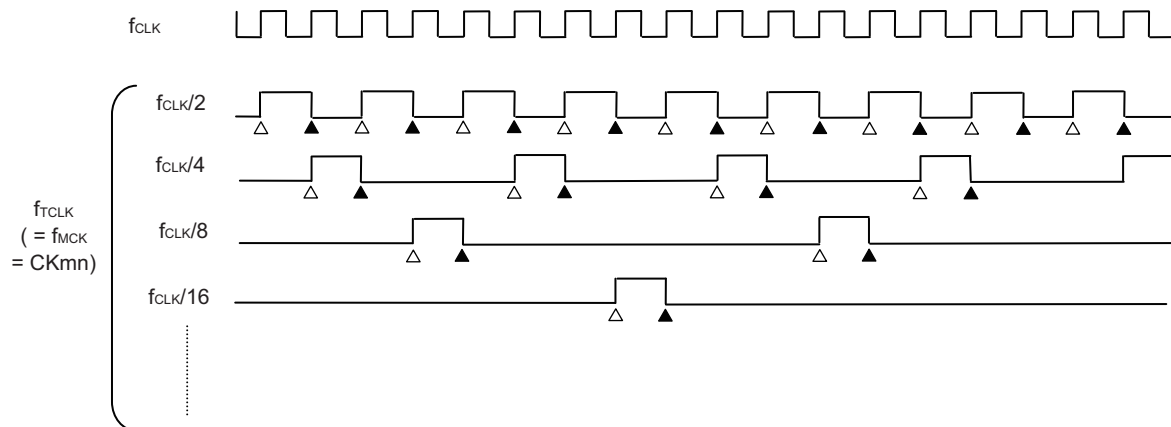 fCLK
fCLK/2
fCLK/4
fCLK/8
fCLK/16
fTCLK
( = fMCK
= CKmn)